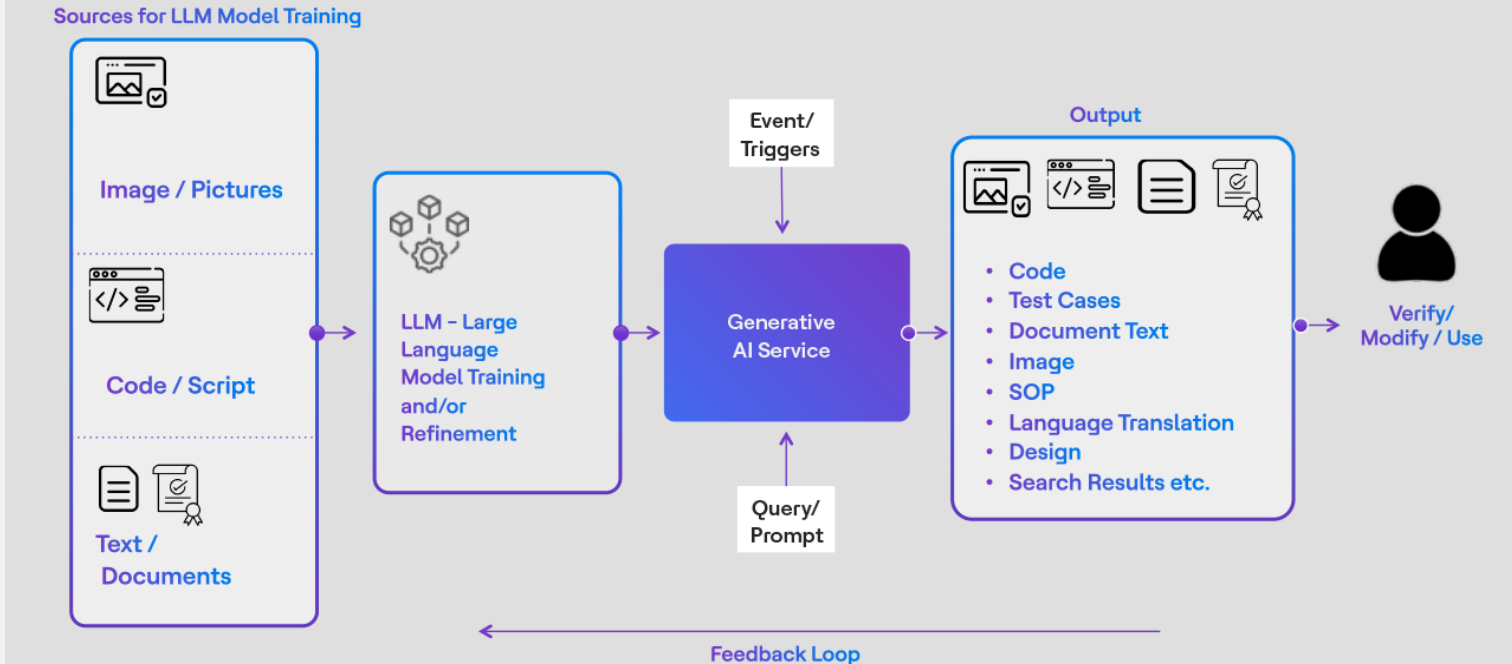 Sources for LLM Model Training
Image / Pictures
Code / Script
Text /
Documents
LLM - Large
Language
Model Training
and/or
Refinement
Event/
Triggers
Generative
AI Service
Query/
Prompt
Output
• Code
• Test Cases
• Document Text
• Image
• SOP
• Language Translation
• Design
• Search Results etc.
Verify/
Modify / Use
Feedback Loop